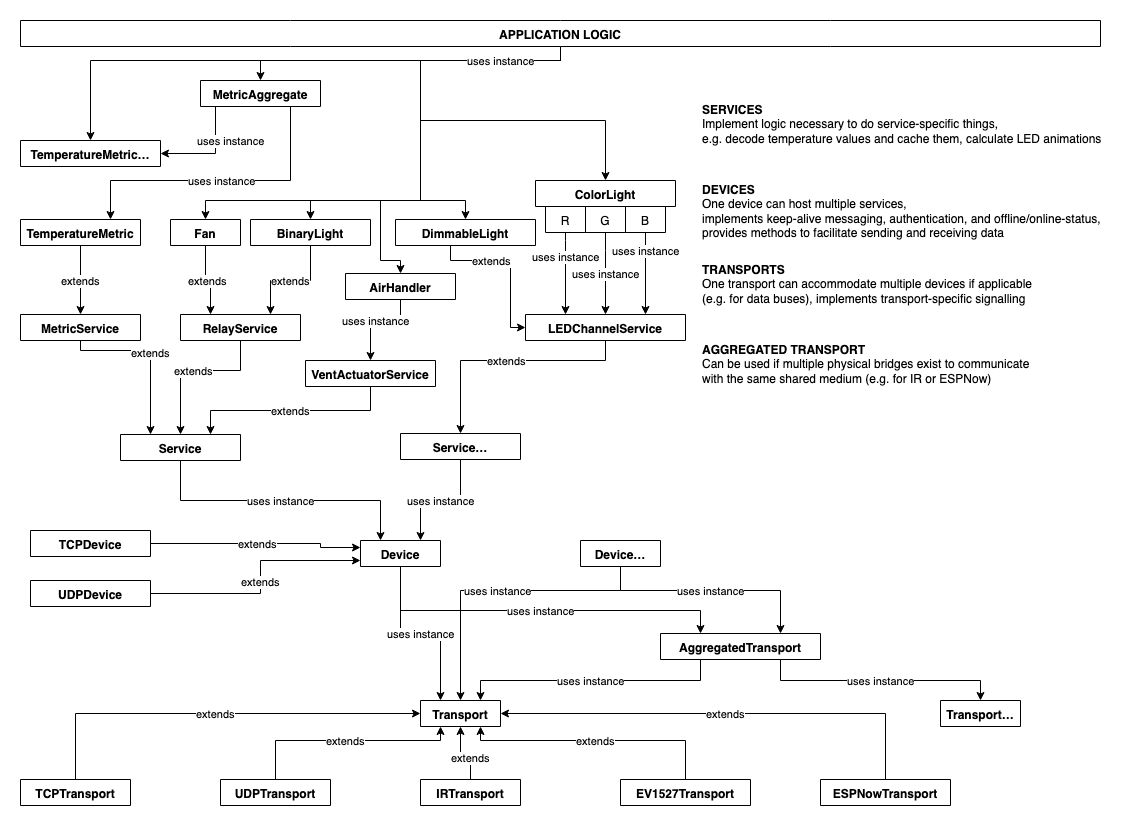 APPLICATION LOGIC
uses instance
MetricAggregate
SERVICES
Implement logic necessary to do service-specific things,
e.g. decode temperature values and cache them, calculate LED animations
uses instance
TemperatureMetric...
uses instance
DEVICES
One device can host multiple services,
implements keep-alive messaging, authentication, and offline/online-status,
provides methods to facilitate sending and receiving data
ColorLight
R G B
TemperatureMetric
Fan
BinaryLight
DimmableLight
uses instance
uses instance
uses instance
extends
TRANSPORTS
One transport can accommodate multiple devices if applicable
(e.g. for data buses), implements transport-specific signalling
extends
extends
extends
AirHandler
uses instance
MetricService
RelayService
LEDChannelService
extends
extends
extends
VentActuatorService
AGGREGATED TRANSPORT
Can be used if multiple physical bridges exist to communicate
with the same shared medium (e.g. for IR or ESPNow)
extends
Service
Service...
uses instance
uses instance
TCPDevice
extends
Device
Device...
extends
UDPDevice
uses instance
uses instance
uses instance
uses instance
AggregatedTransport
uses instance
uses instance
extends
Transport
extends
Transport...
extends
extends
extends
TCPTransport
UDPTransport
IRTransport
EV1527Transport
ESPNowTransport